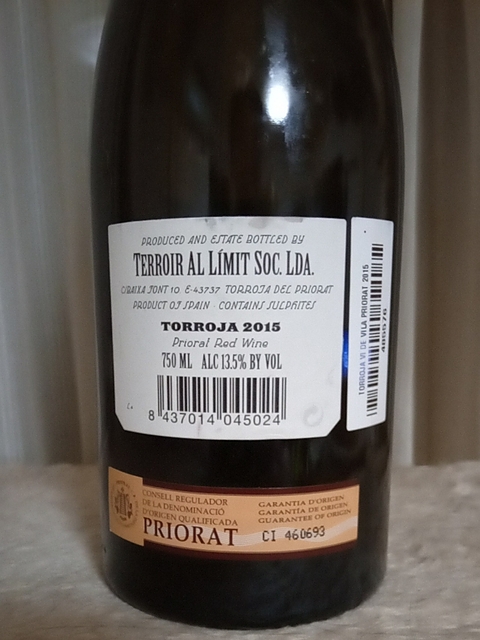 PRODUCED AND ESTATE BOTTLED BY
TERROIR AL LÍMIT SOC. LDA.
C/BAIXA FONT 10 E-43737 TORROJA DEL PRIORAT
PRODUCT OF SPAIN · CONTAINS SULPHITES
TORROJA 2015
Priorat Red Wine
750 ML ALC 13.5% BY VOL
8 437014 045024
TORROJA VI DE VILA PRIORAT 2015
485576
CONSELL REGULADOR
DE LA DENOMINACIÓ
D'ORIGEN QUALIFICADA
PRIORAT
GARANTIA D'ORIGEN
GARANTÍA DE ORIGEN
GUARANTEE OF ORIGIN
CI 460693